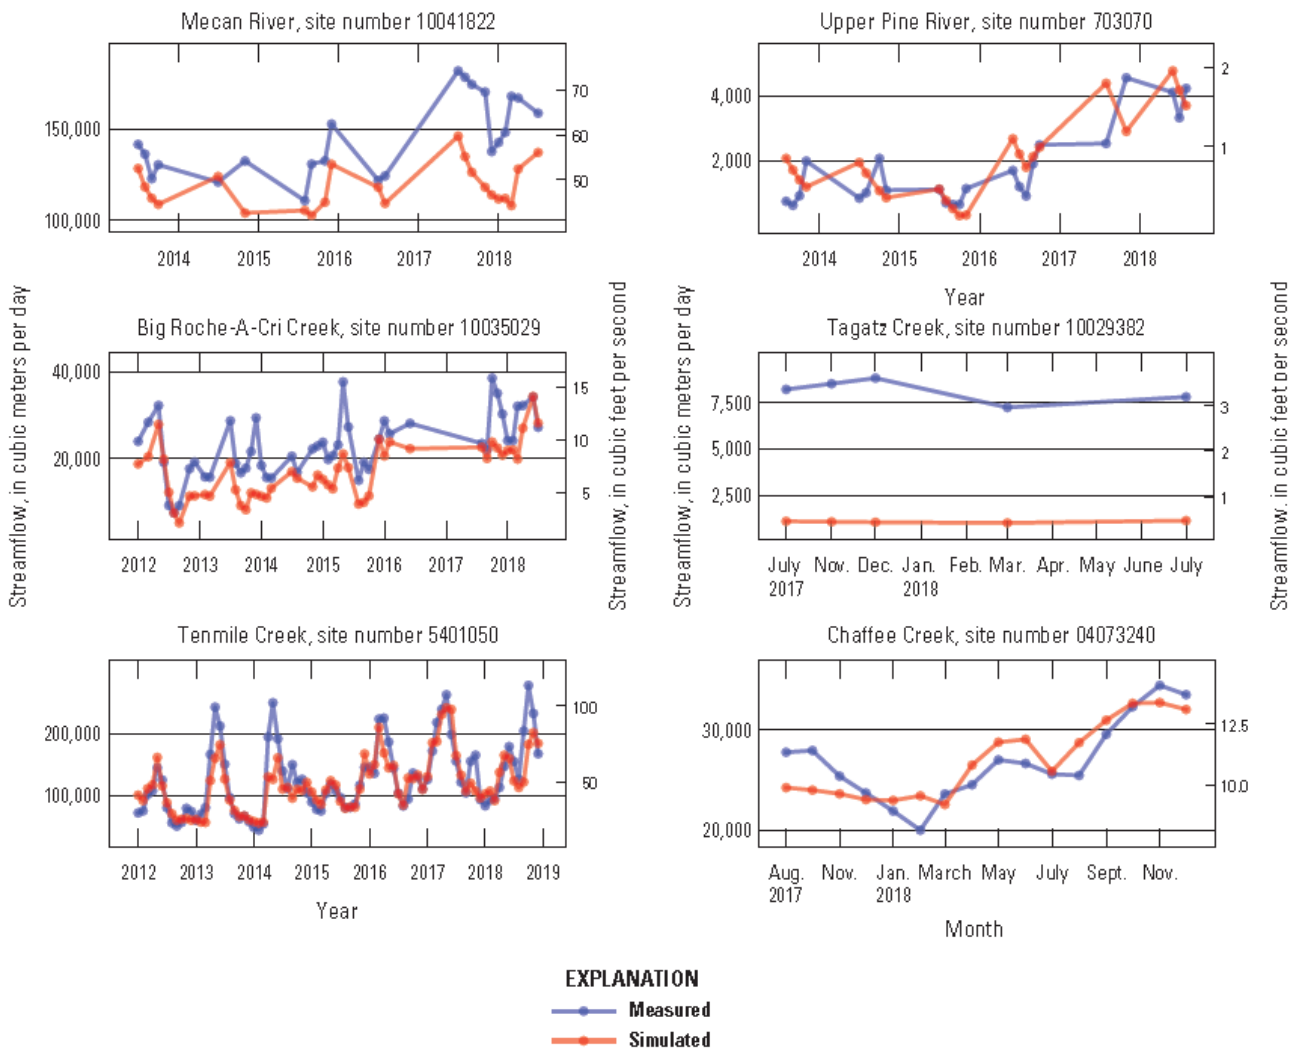 Mecan River, site number 10041822
150,000
100,000
70
60
50
2014 2015 2016 2017 2018
Upper Pine River, site number 703070
4,000
2,000
2
1
2014 2015 2016 2017 2018
Year
Streamflow, in cubic meters per day
Streamflow, in cubic feet per second
Streamflow, in cubic meters per day
Streamflow. in cubic feet per second
Big Roche-A-Cri Creek, site number 10035029
40,000
20,000
15
10
5
2012 2013 2014 2015 2016 2017 2018
Tagatz Creek, site number 10029382
7,500
5,000
2,500
3
2
1
July Nov. Dec. Jan. Feb. Mar. Apr. May June July
2017 2018
Tenmile Creek, site number 5401050
200,000
100,000
100
50
2012 2013 2014 2015 2016 2017 2018 2019
Year
Chaffee Creek, site number 04073240
30,000
20,000
12.5
10.0
Aug. Nov. Jan. March May July Sept. Nov.
2017 2018
Month
EXPLANATION
Measured
Simulated